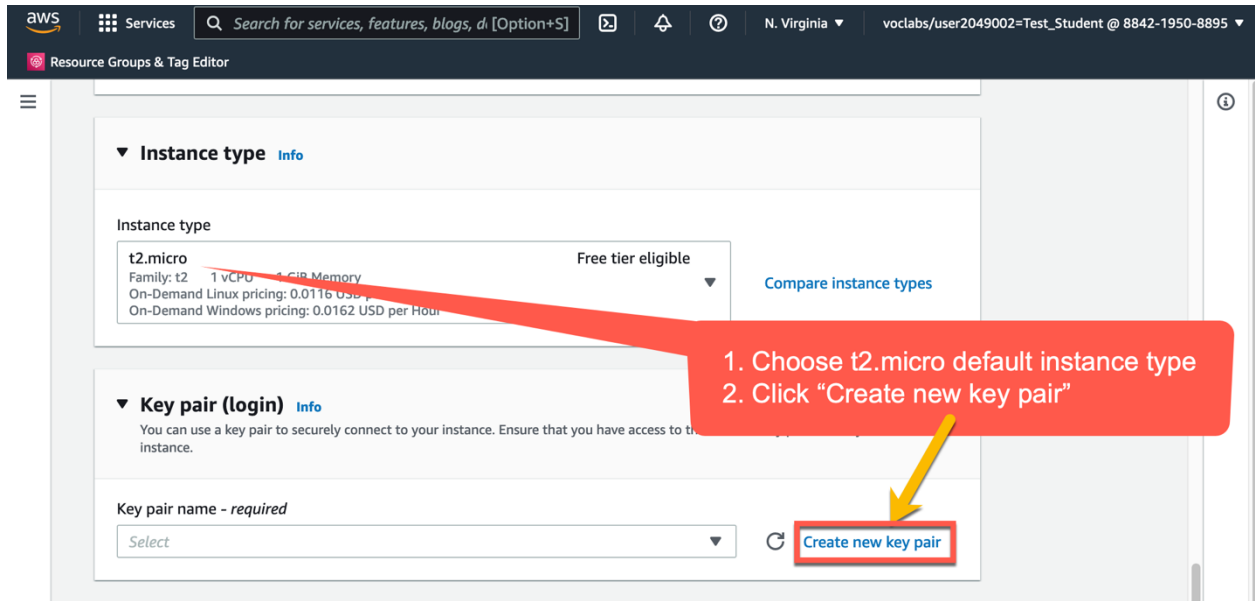 aws
Services
Search for services, features, blogs, d [Option+S]
N. Virginia
voclabs/user2049002=Test_Student @ 8842-1950-8895
Resource Groups & Tag Editor
Instance type Info
Instance type
t2.micro Free tier eligible
Family: t2 1 vCPU 1 GiB Memory
On-Demand Linux pricing: 0.0116 USD
On-Demand Windows pricing: 0.0162 USD per Hour
Compare instance types
1. Choose t2.micro default instance type
2. Click “Create new key pair”
Key pair (login) Info
You can use a key pair to securely connect to your instance. Ensure that you have access to
instance.
Key pair name - required
Select
Create new key pair